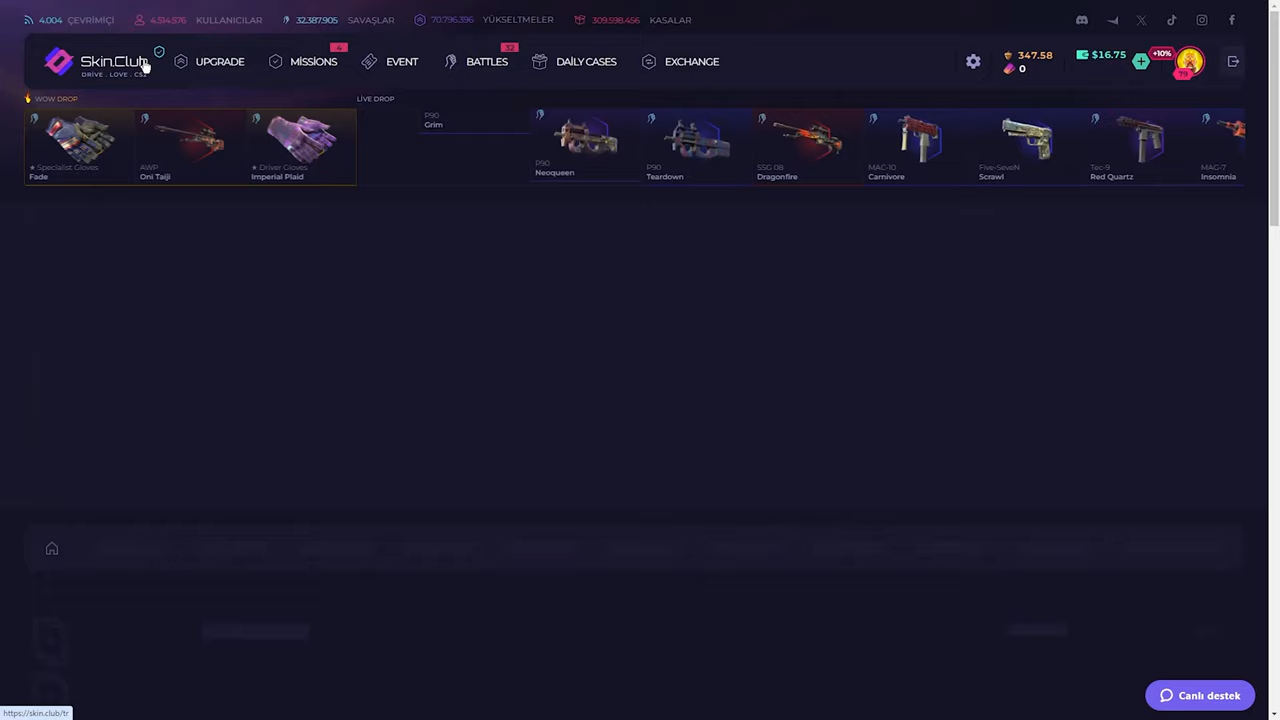 4.004 ÇEVRİMİÇİ 4.514.576 KULLANICILAR 32.387.905 SAVAŞLAR 70.796.396 YÜKSELTMELER 309.598.456 KASALAR
Skin.Club
DRIVE . LOVE . CS2
UPGRADE
4
MISSIONS
EVENT
32
BATTLES
DAILY CASES
EXCHANGE
347.58
0
$16.75
+10%
79
WOW DROP
LIVE DROP
★ Specialist Gloves
Fade
AWP
Oni Taiji
★ Driver Gloves
Imperial Plaid
P90
Grim
P90
Neoqueen
P90
Teardown
SSG 08
Dragonfire
MAC-10
Carnivore
Five-SeveN
Scrawl
Tec-9
Red Quartz
MAG-7
Insomnia
Canlı destek
https://skin.club/tr